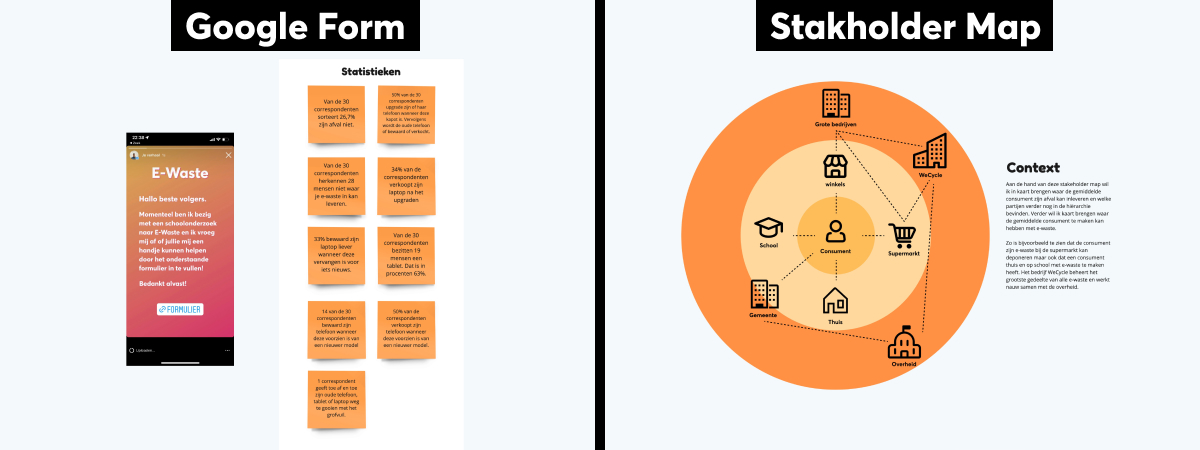 Google Form
22:38
Zoek
Je verhaal
E-Waste
Hallo beste volgers.
Momenteel ben ik bezig
met een schoolonderzoek
naar E-Waste en ik vroeg
mij af of jullie mij een
handje kunnen helpen
door het onderstaande
formulier in te vullen!
Bedankt alvast!
FORMULIER
Statistieken
Van de 30
correspondenten
sorteert 26,7%
zijn afval niet.
50% van de 30
correspondenten
upgrade zijn of haar
telefoon wanneer deze
kapot is. Vervolgens
wordt de oude telefoon
of bewaard of verkocht.
Van de 30
correspondenten
herkennen 28
mensen niet waar
je e-waste in kan
leveren.
34% van de
correspondenten
verkoopt zijn
laptop na het
upgraden
33% bewaard zijn
laptop liever
wanneer deze
vervangen is voor
iets nieuws.
Van de 30
correspondenten
bezitten 19
mensen een
tablet. Dat is in
procenten 63%.
14 van de 30
correspondenten
bewaard zijn
telefoon wanneer
deze voorzien is van
een nieuwer model
50% van de
correspondenten
verkoopt zijn
telefoon wanneer
deze voorzien is van
een nieuwer model.
1 correspondent
geeft toe af en toe
zijn oude telefoon,
tablet of laptop weg
te gooien met het
grofvuil.
Stakholder Map
Grote bedrijven
WeCycle
winkels
School
Consument
Supermarkt
Gemeente
Thuis
Overheid
Context
Aan de hand van deze stakeholder map wil
ik in kaart brengen waar de gemiddelde
consument zijn afval kan inleveren en welke
partijen verder nog in de hiërarchie
bevinden. Verder wil ik kaart brengen waar
de gemiddelde consument te maken kan
hebben met e-waste.
Zo is bijvoorbeeld te zien dat de consument
zijn e-waste bij de supermarkt kan
deponeren maar ook dat een consument
thuis en op school met e-waste te maken
heeft. Het bedrijf WeCycle beheert het
grootste gedeelte van alle e-waste en werkt
nauw samen met de overheid.